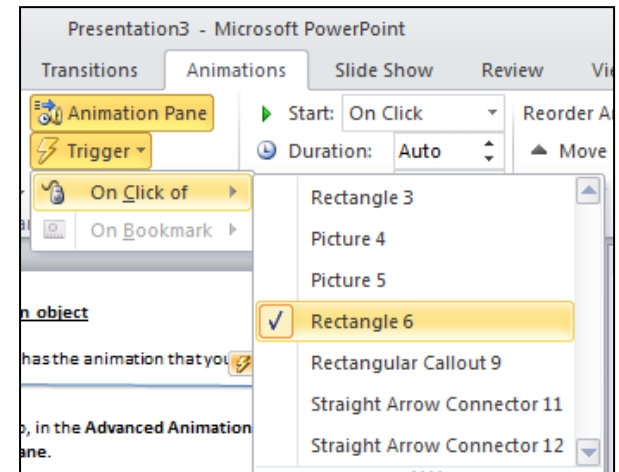 Presentation3 - Microsoft PowerPoint
Transitions Animations Slide Show Review
Animation Pane Start: On Click Reorder
Trigger Duration: Auto Move
On Click of
On Bookmark
Rectangle 3
Picture 4
Picture 5
Rectangle 6
Rectangular Callout 9
Straight Arrow Connector 11
Straight Arrow Connector 12
object
has the animation that you
, in the Advanced Animation